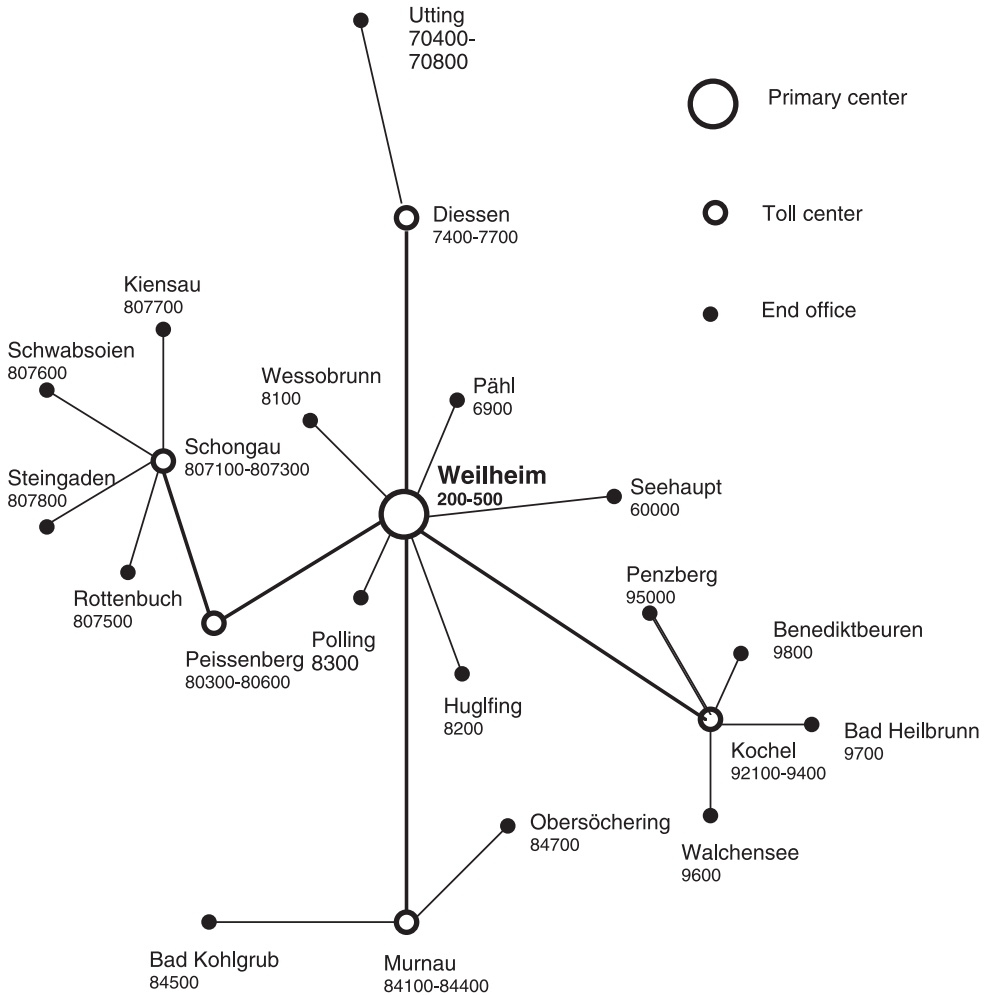 Utting
70400-
70800
Primary center
Diessen
7400-7700
Toll center
Kiensau
807700
End office
Schwabsoien
807600
Wessobrunn
8100
Pähl
6900
Schongau
807100-807300
Weilheim
200-500
Steingaden
807800
Seehaupt
60000
Rottenbuch
807500
Penzberg
95000
Peissenberg
80300-80600
Polling
8300
Benediktbeuren
9800
Huglfing
8200
Bad Heilbrunn
9700
Kochel
92100-9400
Obersöchering
84700
Walchensee
9600
Bad Kohlgrub
84500
Murnau
84100-84400